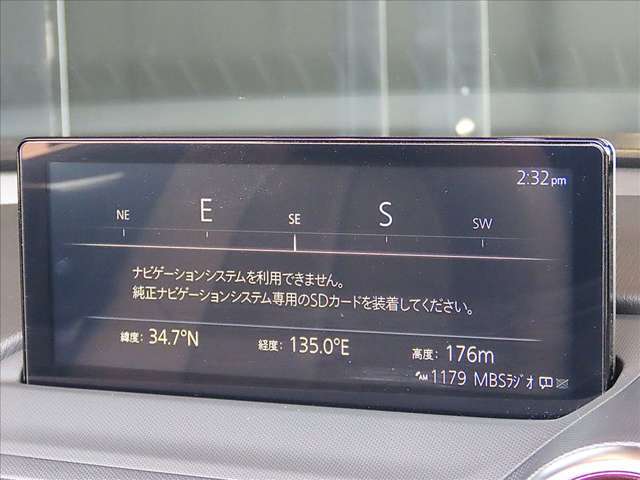 2:32pm
NE E SE S SW
ナビゲーションシステムを利用できません。
純正ナビゲーションシステム専用のSDカードを装着してください。
緯度: 34.7°N 経度: 135.0°E 高度: 176m
AM 1179 MBSﾗｼﾞｵ